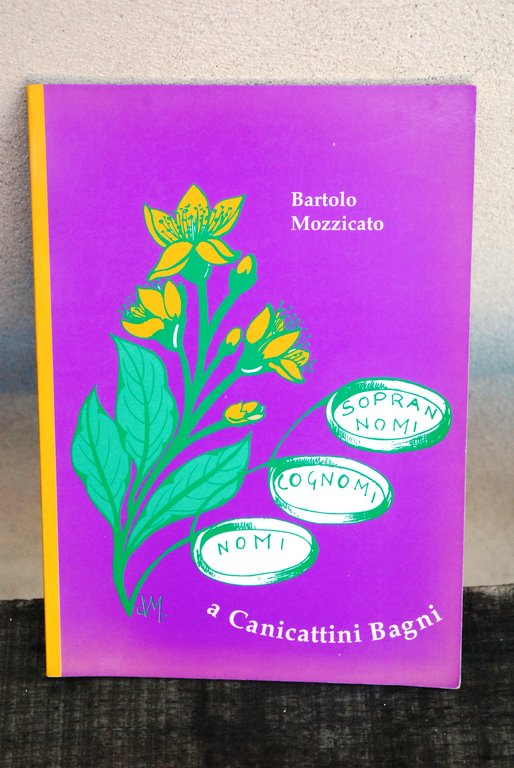 Bartolo
Mozzicato
SOPRAN
NOMI
COGNOMI
NOMI
a Canicattini Bagni